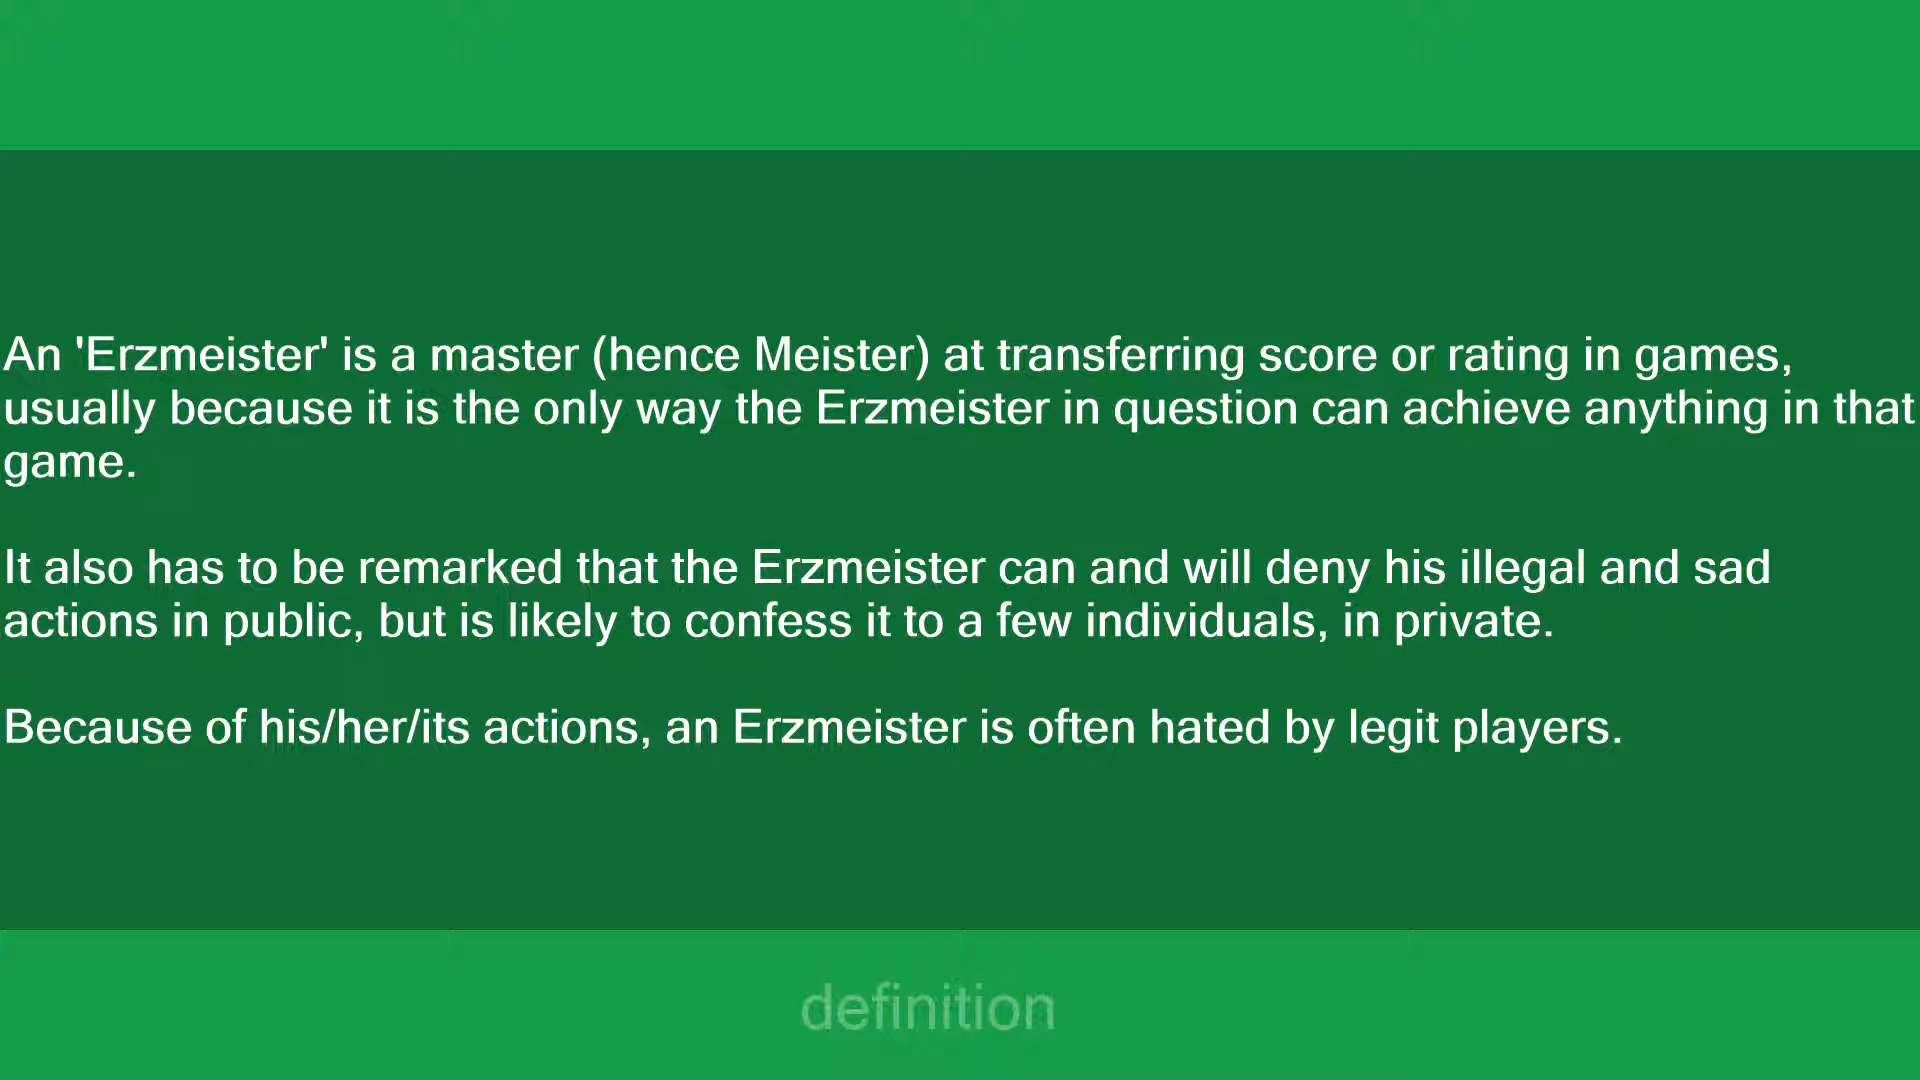 An 'Erzmeister' is a master (hence Meister) at transferring score or rating in games,
usually because it is the only way the Erzmeister in question can achieve anything in that
game.
It also has to be remarked that the Erzmeister can and will deny his illegal and sad
actions in public, but is likely to confess it to a few individuals, in private.
Because of his/her/its actions, an Erzmeister is often hated by legit players.
definition